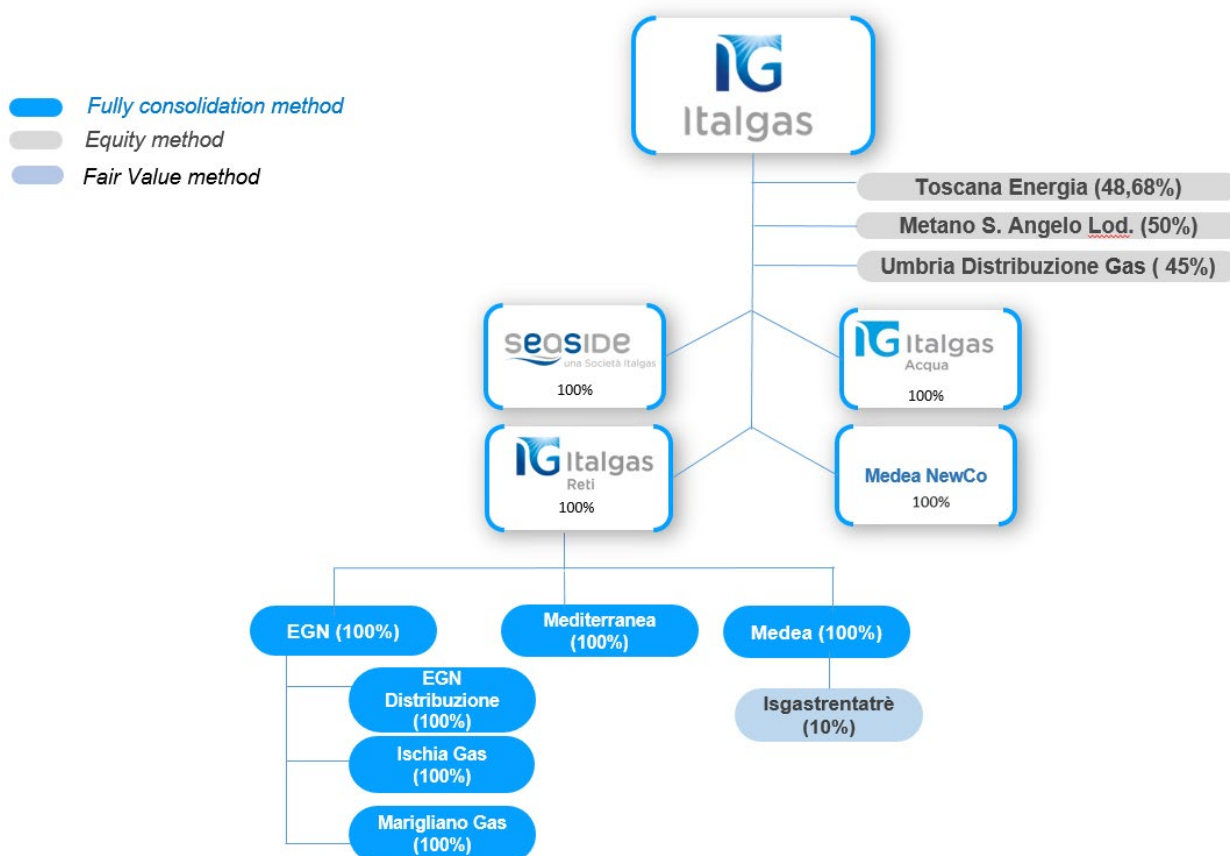 IG
Italgas
Fully consolidation method
Equity method
Fair Value method
Toscana Energia (48,68%)
Metano S. Angelo Lod. (50%)
Umbria Distribuzione Gas ( 45%)
seasIDe
una Società Italgas
100%
IG Italgas
Acqua
100%
IG Italgas
Reti
100%
Medea NewCo
100%
EGN (100%)
Mediterranea
(100%)
Medea (100%)
EGN
Distribuzione
(100%)
Isgastrentatrè
(10%)
Ischia Gas
(100%)
Marigliano Gas
(100%)